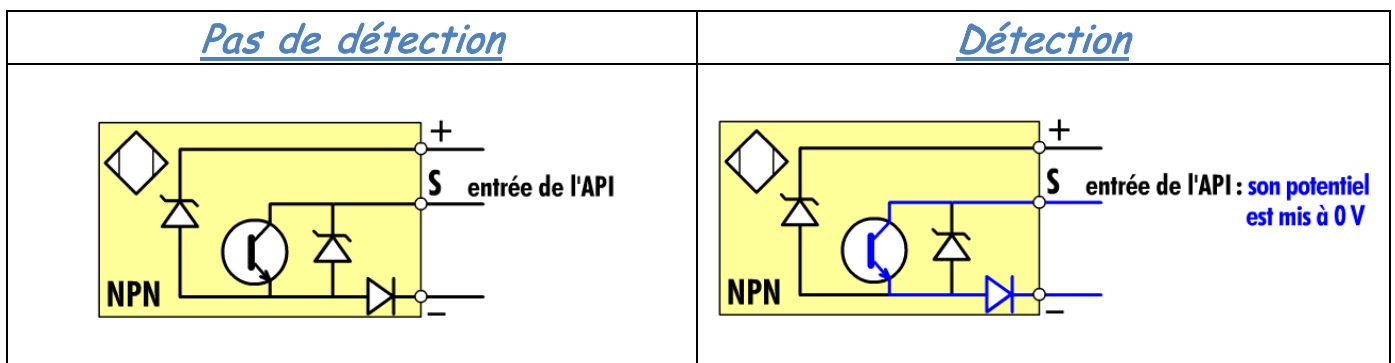 Pas de détection
Détection
+
S entrée de l'API
NPN
−
+
S entrée de l'API : son potentiel
est mis à 0 V
NPN
−